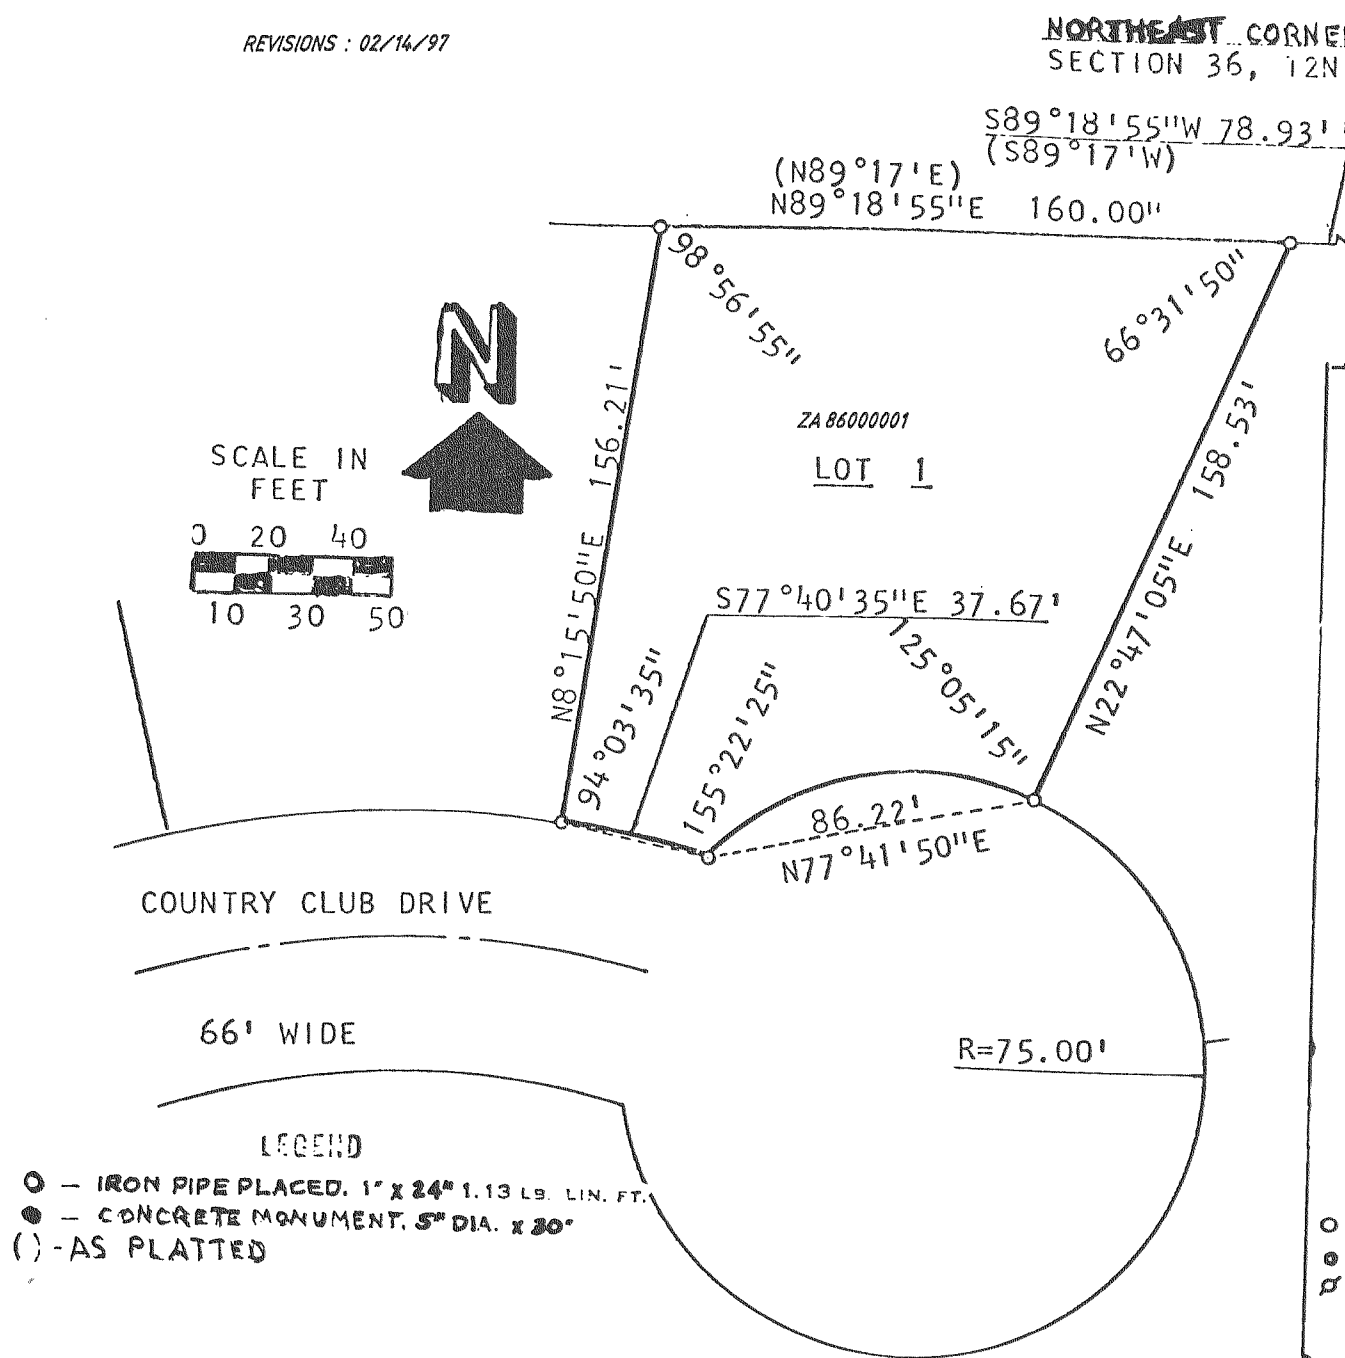 REVISIONS : 02/14/97
NORTHEAST CORNE
SECTION 36, 12N
S89°18'55"W 78.93'
(S89°17'W)
(N89°17'E)
N89°18'55"E 160.00"
98°56'55"
66°31'50"
N
ZA 86000001
LOT 1
SCALE IN
FEET
0 20 40
10 30 50
N8°15'50"E 156.21'
N22°47'05"E 158.53'
S77°40'35"E 37.67'
94°03'35"
155°22'25"
125°05'15"
86.22'
N77°41'50"E
COUNTRY CLUB DRIVE
66' WIDE
R=75.00'
LEGEND
O – IRON PIPE PLACED. 1" X 24" 1.13 LB. LIN. FT.
● – CONCRETE MONUMENT. 5" DIA. x 30"
( ) - AS PLATTED